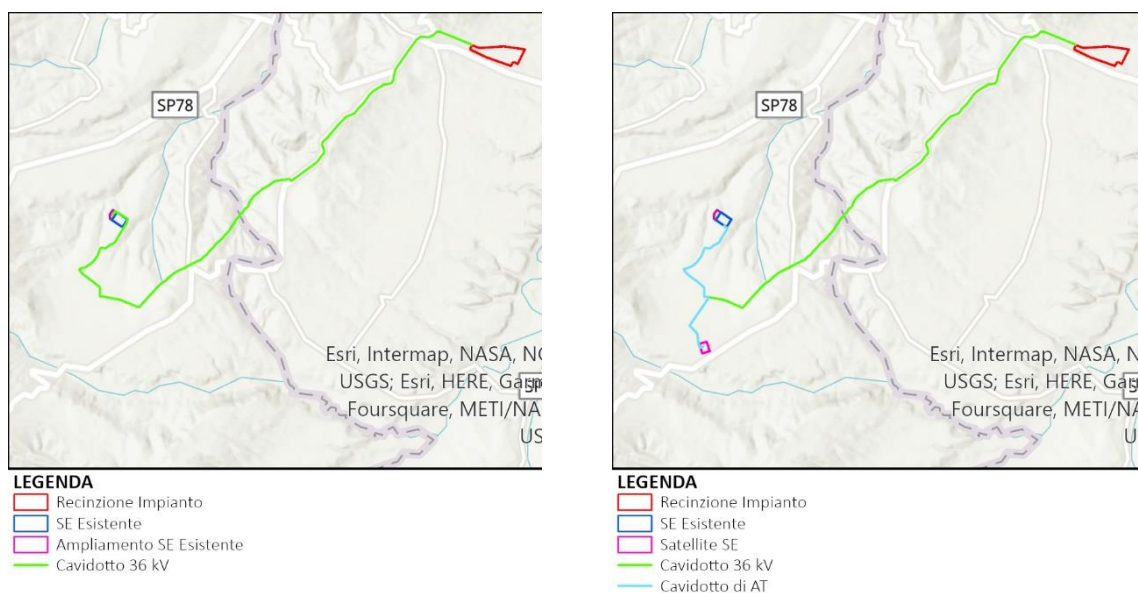 SP78
Esri, Intermap, NASA, NC
USGS; Esri, HERE, Garp
Foursquare, METI/NA
US
LEGENDA
Recinzione Impianto
SE Esistente
Ampliamento SE Esistente
Cavidotto 36 kV
SP78
Esri, Intermap, NASA, N
USGS; Esri, HERE, Ga
Foursquare, METI/NA
U
LEGENDA
Recinzione Impianto
SE Esistente
Satellite SE
Cavidotto 36 kV
Cavidotto di AT